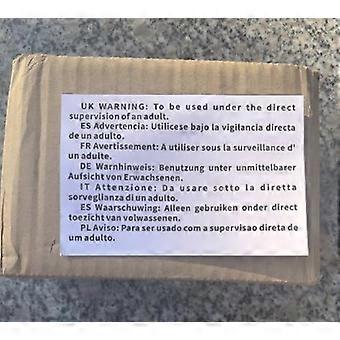 UK WARNING: To be used under the direct
supervision of an adult.
ES Advertencia: Utilicese bajo la vigilancia directa
de un adulto.
FR Avertissement: A utiliser sous la surveillance d'
un adulte.
DE Warnhinweis: Benutzung unter unmittelbarer
Aufsicht von Erwachsenen.
IT Attenzione: Da usare sotto la diretta
sorveglianza di un adulto.
ES Waarschuwing: Alleen gebruiken onder direct
toezicht van volwassenen.
PL Aviso: Para ser usado com a supervisao direta de
um adulto.